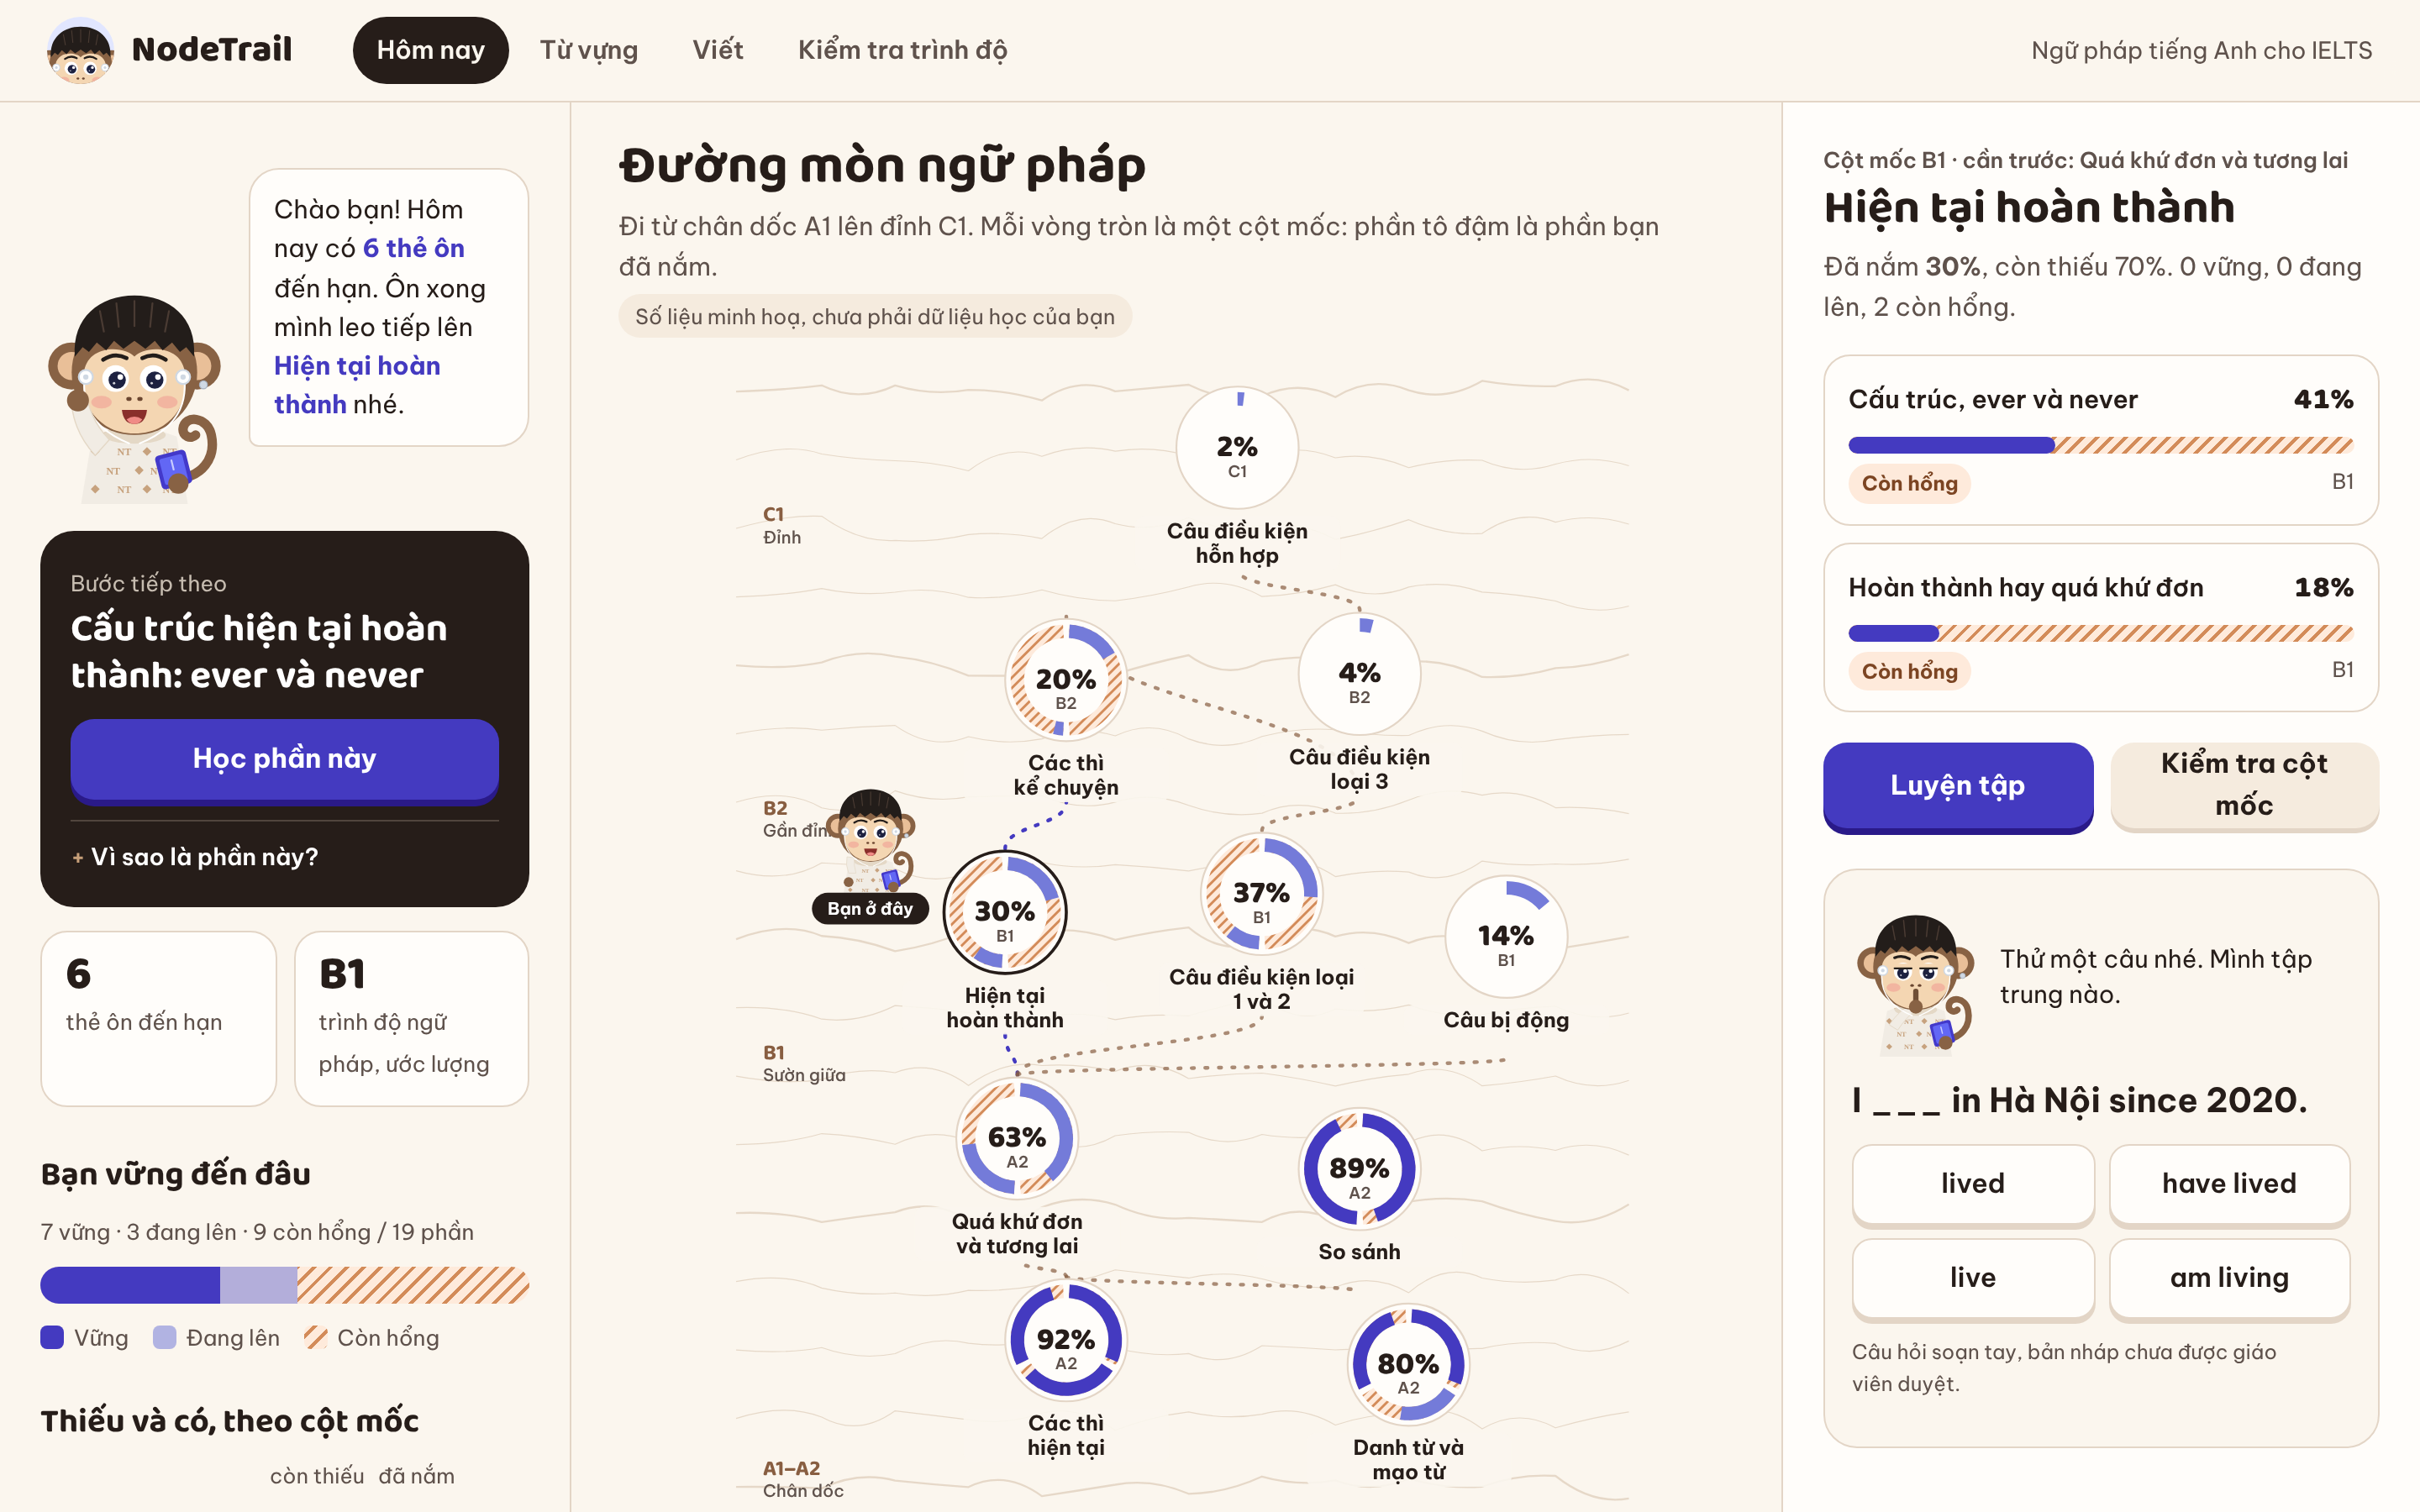 NodeTrail
Hôm nay
Từ vựng
Viết
Kiểm tra trình độ
Ngữ pháp tiếng Anh cho IELTS
Chào bạn! Hôm
nay có 6 thẻ ôn
đến hạn. Ôn xong
mình leo tiếp lên
Hiện tại hoàn
thành nhé.
Bước tiếp theo
Cấu trúc hiện tại hoàn
thành: ever và never
Học phần này
+ Vì sao là phần này?
6
thẻ ôn đến hạn
B1
trình độ ngữ
pháp, ước lượng
Bạn vững đến đâu
7 vững · 3 đang lên · 9 còn hổng / 19 phần
Vững
Đang lên
Còn hổng
Thiếu và có, theo cột mốc
còn thiếu đã nắm
Đường mòn ngữ pháp
Đi từ chân dốc A1 lên đỉnh C1. Mỗi vòng tròn là một cột mốc: phần tô đậm là phần bạn
đã nắm.
Số liệu minh hoạ, chưa phải dữ liệu học của bạn
2%
C1
C1
Đỉnh
Câu điều kiện
hỗn hợp
20%
B2
Các thì
kể chuyện
4%
B2
Câu điều kiện
loại 3
B2
Gần đỉn
Bạn ở đây
30%
B1
Hiện tại
hoàn thành
37%
B1
Câu điều kiện loại
1 và 2
14%
B1
Câu bị động
B1
Sườn giữa
63%
A2
Quá khứ đơn
và tương lai
89%
A2
So sánh
92%
A2
Các thì
hiện tại
80%
A2
Danh từ và
mạo từ
A1–A2
Chân dốc
Cột mốc B1 · cần trước: Quá khứ đơn và tương lai
Hiện tại hoàn thành
Đã nắm 30%, còn thiếu 70%. 0 vững, 0 đang
lên, 2 còn hổng.
Cấu trúc, ever và never
41%
Còn hổng
B1
Hoàn thành hay quá khứ đơn
18%
Còn hổng
B1
Luyện tập
Kiểm tra cột
mốc
Thử một câu nhé. Mình tập
trung nào.
I _ _ _ in Hà Nội since 2020.
lived
have lived
live
am living
Câu hỏi soạn tay, bản nháp chưa được giáo
viên duyệt.